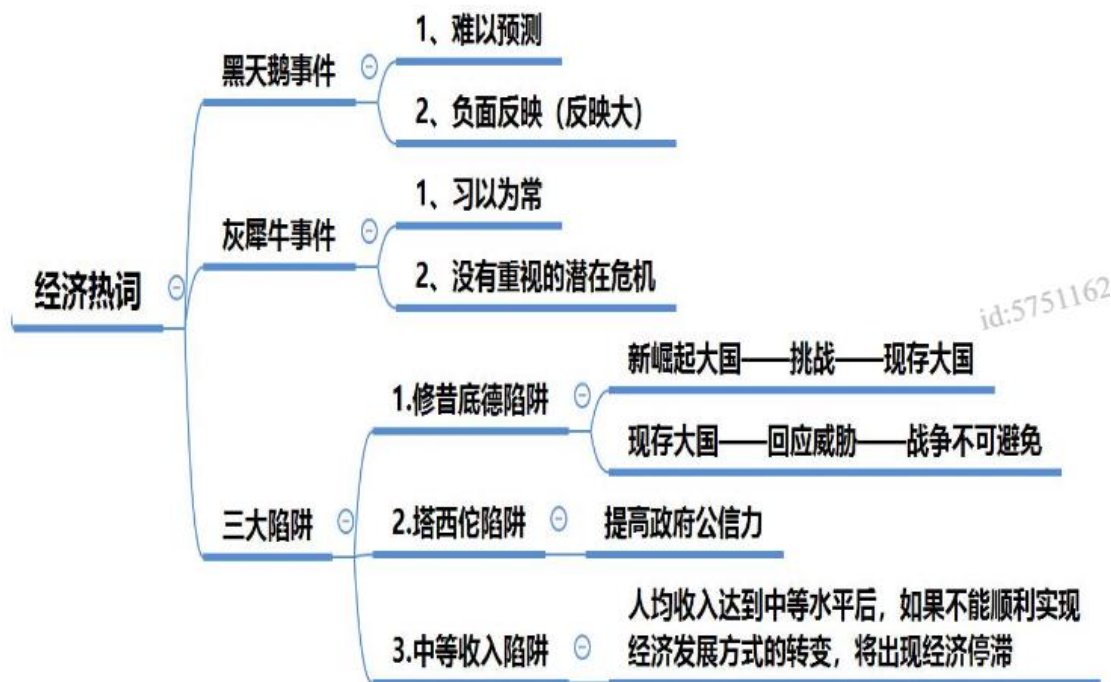 1、难以预测
黑天鹅事件
2、负面反映（反映大）
1、习以为常
灰犀牛事件
2、没有重视的潜在危机
经济热词
id:5751162
新崛起大国——挑战——现存大国
1.修昔底德陷阱
现存大国——回应威胁——战争不可避免
三大陷阱
2.塔西佗陷阱
提高政府公信力
人均收入达到中等水平后，如果不能顺利实现
3.中等收入陷阱
经济发展方式的转变，将出现经济停滞